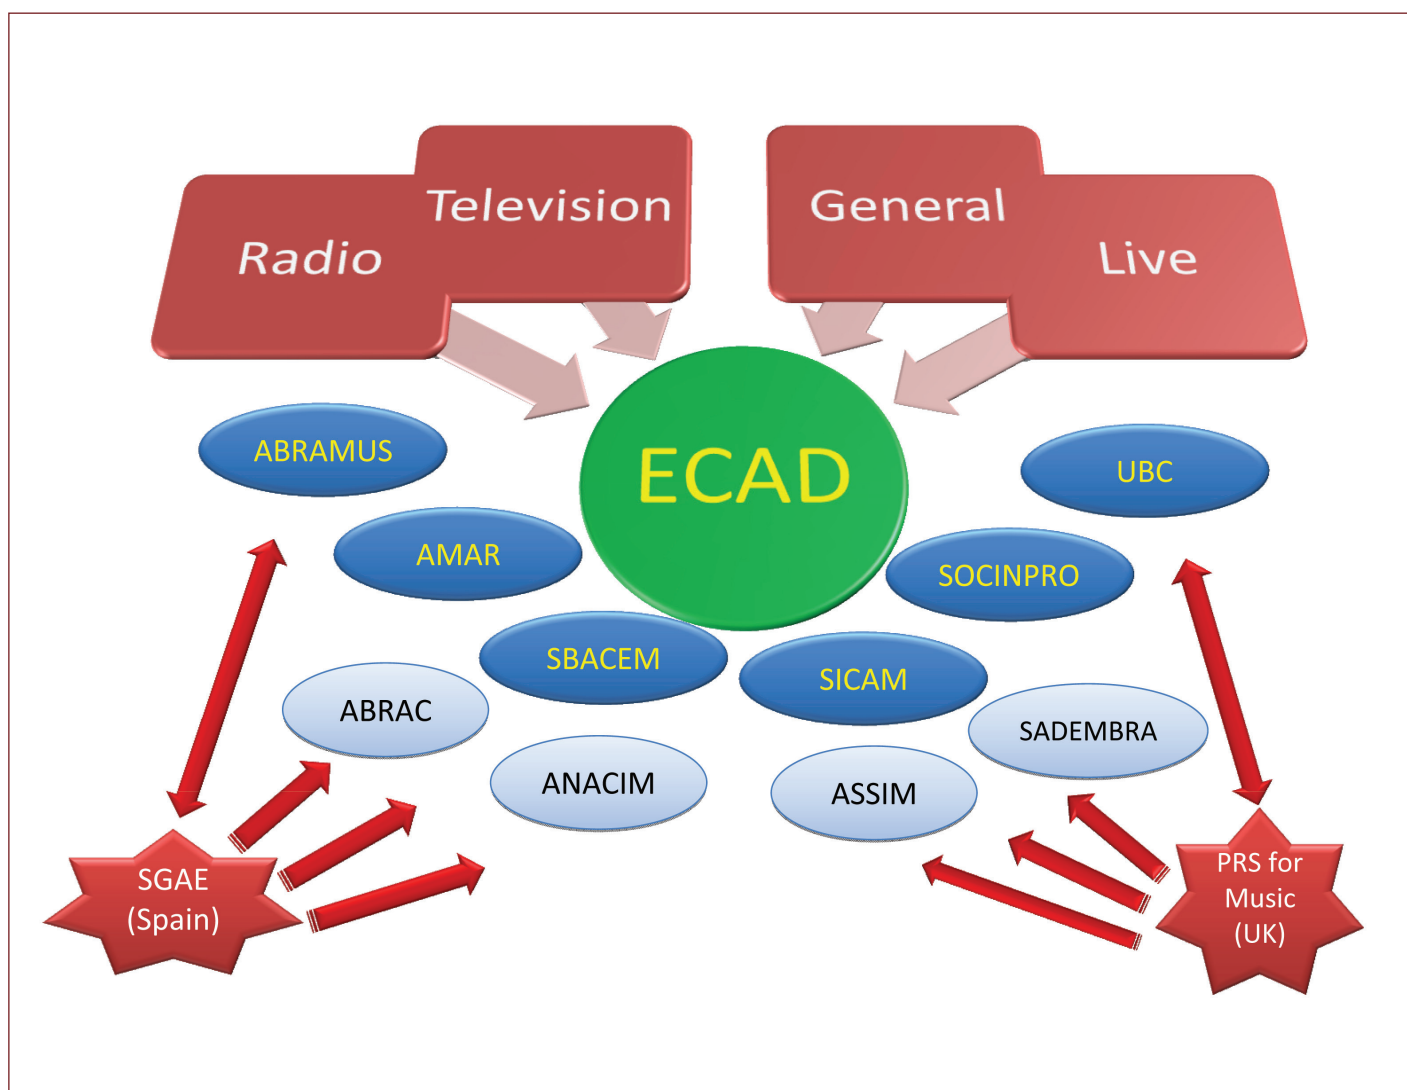 Television
General
Radio
Live
ECAD
ABRAMUS
UBC
AMAR
SOCINPRO
SBACEM
SICAM
ABRAC
SADEMBRA
ANACIM
ASSIM
SGAE
(Spain)
PRS for
Music
(UK)